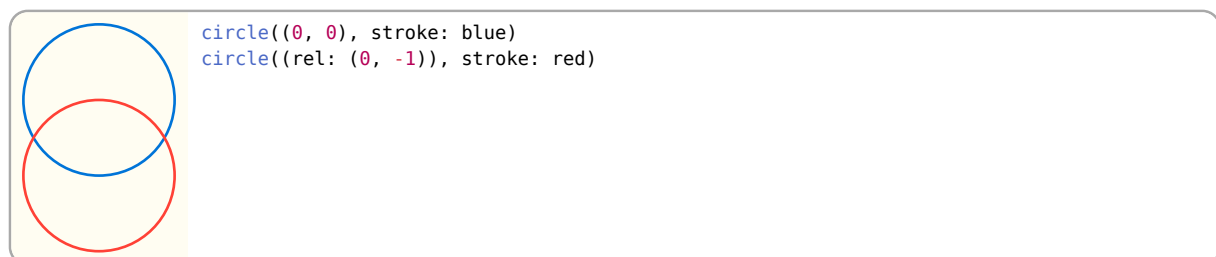 circle((0, 0), stroke: blue)
circle((rel: (0, -1)), stroke: red)